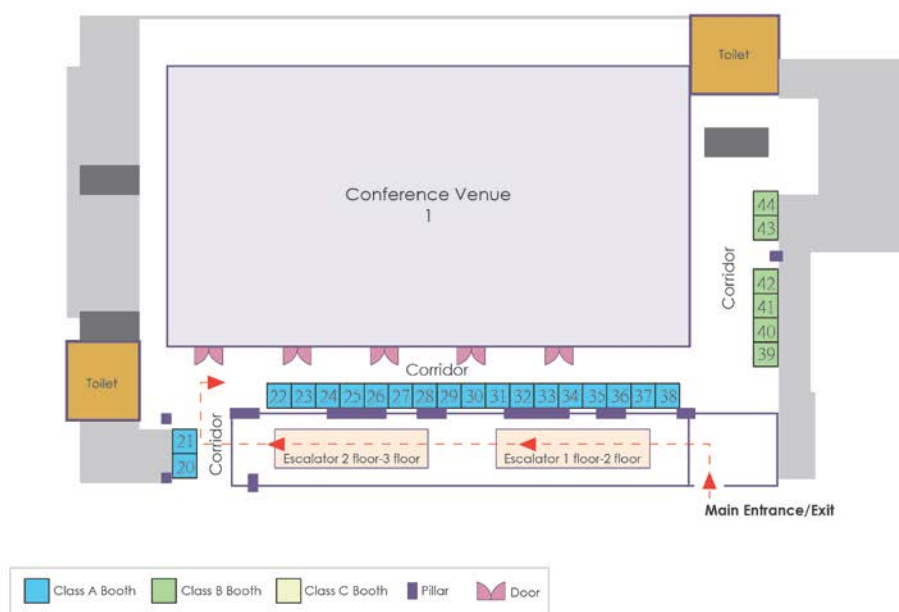 Toilet
Conference Venue
1
44
43
Corridor
42
41
40
39
Toilet
Corridor
22 23 24 25 26 27 28 29 30 31 32 33 34 35 36 37 38
Corridor
21
20
Escalator 2 floor-3 floor
Escalator 1 floor-2 floor
Main Entrance/Exit
Class A Booth
Class B Booth
Class C Booth
Pillar
Door